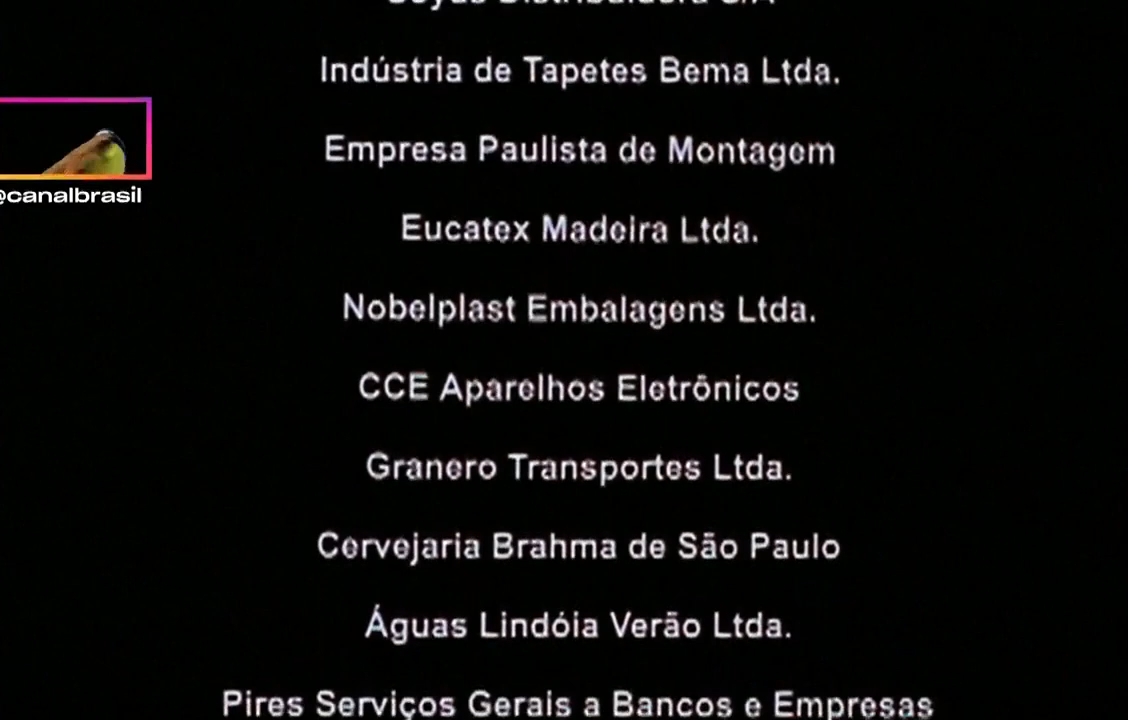 Indústria de Tapetes Bema Ltda.
Empresa Paulista de Montagem
@canalbrasil
Eucatex Madeira Ltda.
Nobelplast Embalagens Ltda.
CCE Aparelhos Eletrônicos
Granero Transportes Ltda.
Cervejaria Brahma de São Paulo
Águas Lindóia Verão Ltda.
Pires Serviços Gerais a Bancos e Empresas